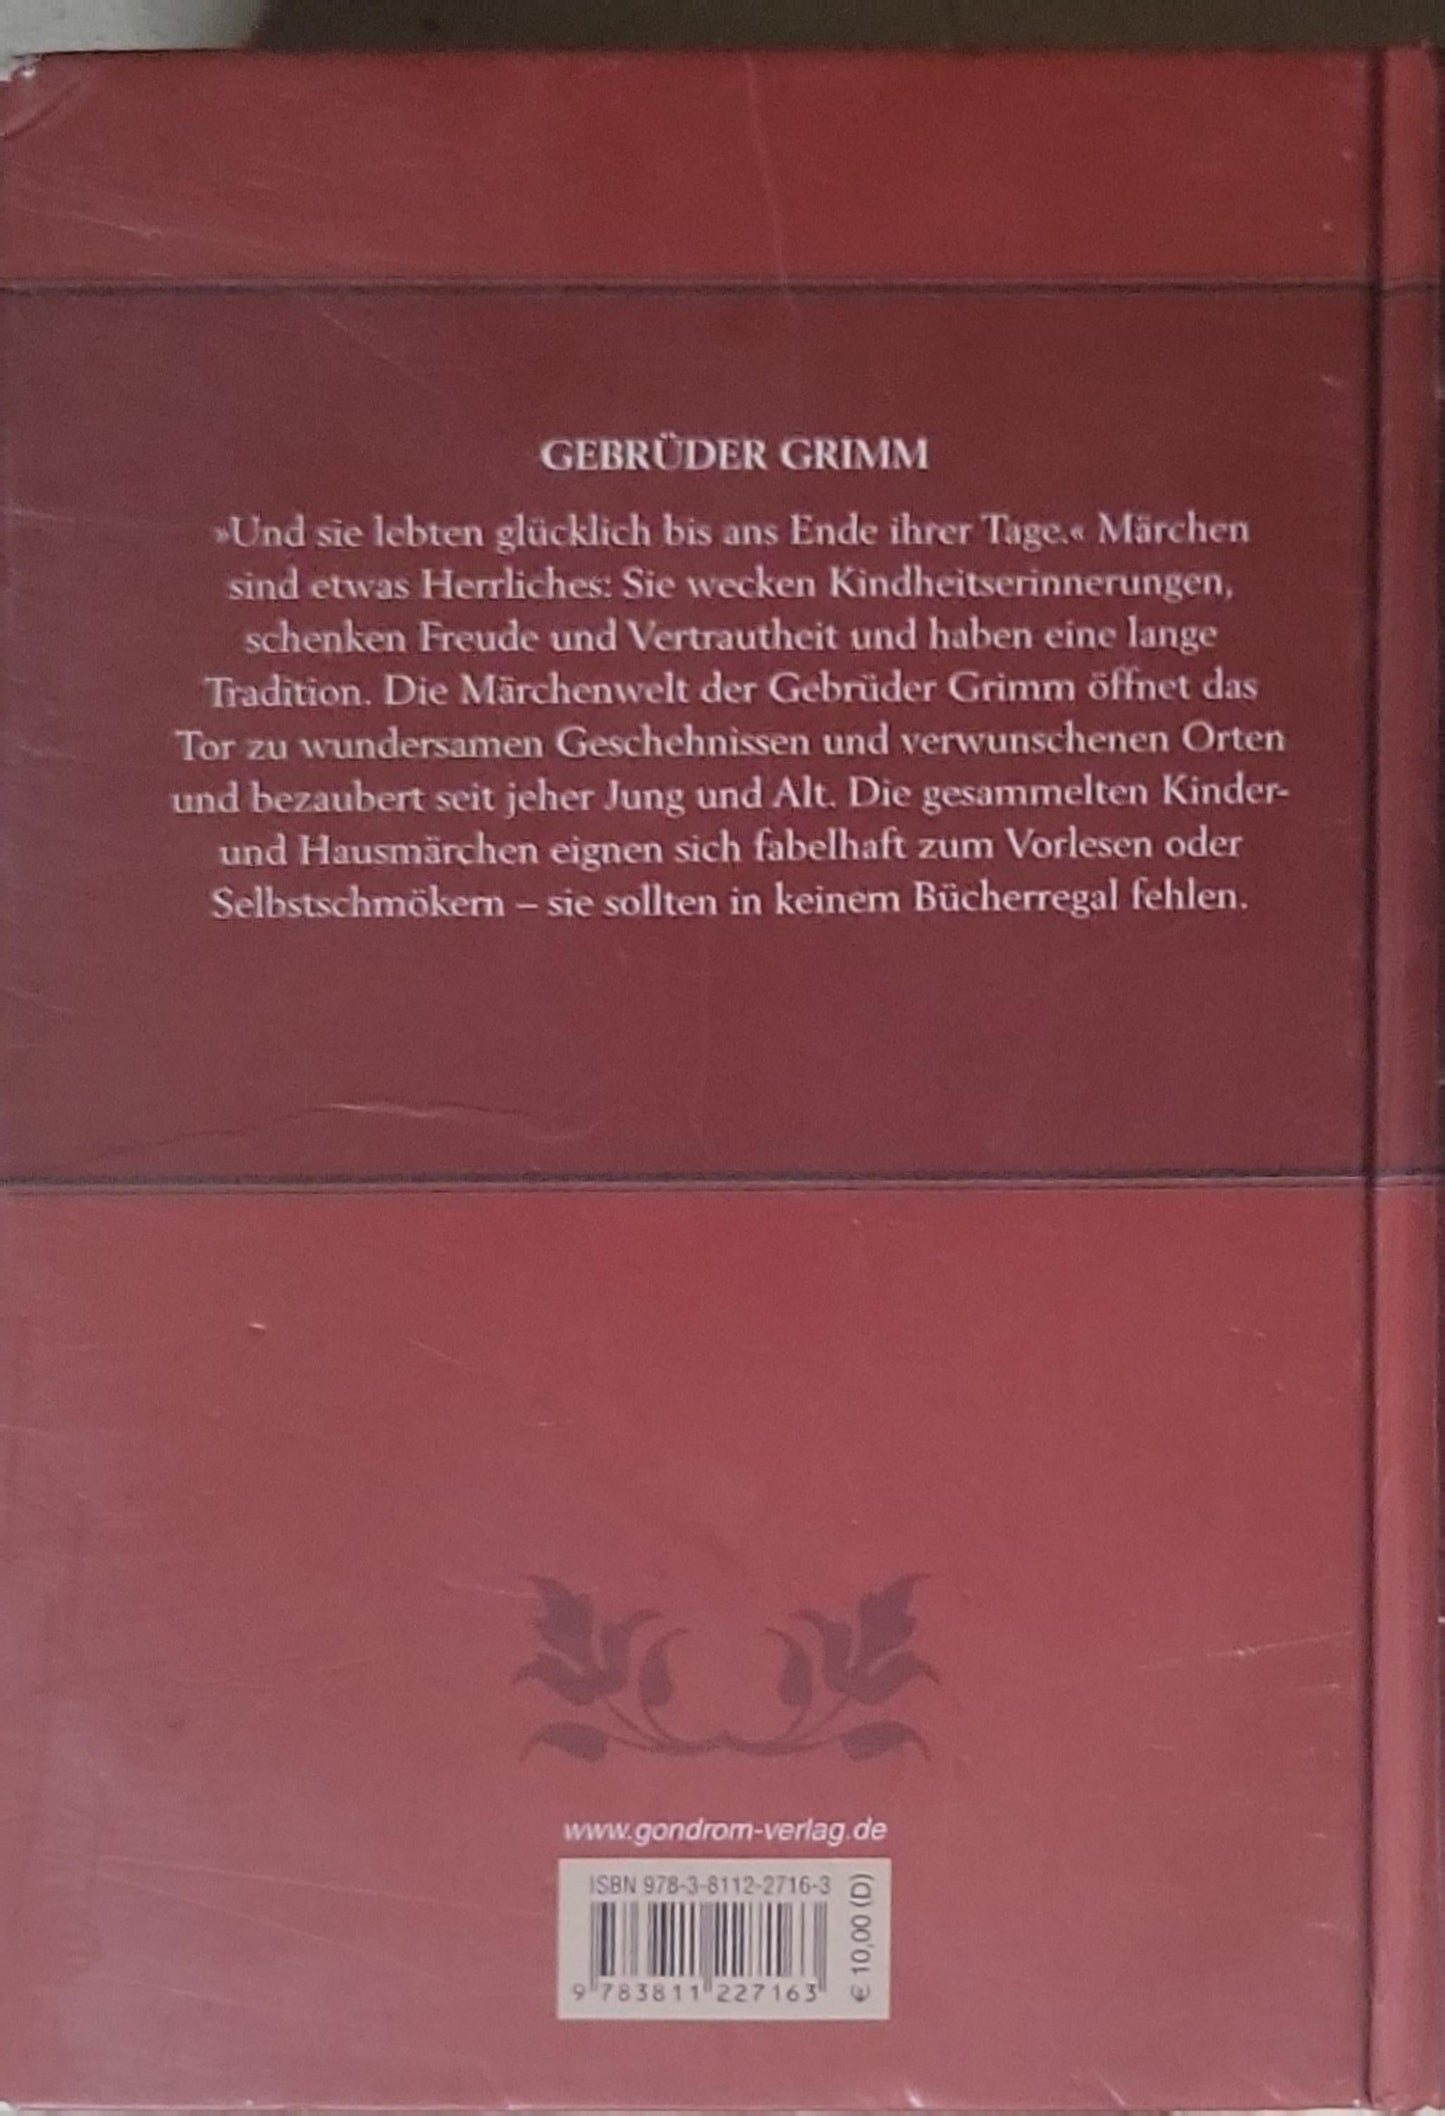 GEBRÜDER GRIMM
»Und sie lebten glücklich bis ans Ende ihrer Tage.« Märchen
sind etwas Herrliches: Sie wecken Kindheitserinnerungen,
schenken Freude und Vertrautheit und haben eine lange
Tradition. Die Märchenwelt der Gebrüder Grimm öffnet das
Tor zu wundersamen Geschehnissen und verwunschenen Orten
und bezaubert seit jeher Jung und Alt. Die gesammelten Kinder-
und Hausmärchen eignen sich fabelhaft zum Vorlesen oder
Selbstschmökern – sie sollten in keinem Bücherregal fehlen.
www.gondrom-verlag.de
ISBN 978-3-8112-2716-3
9 783811 227163
€ 10,00 (D)